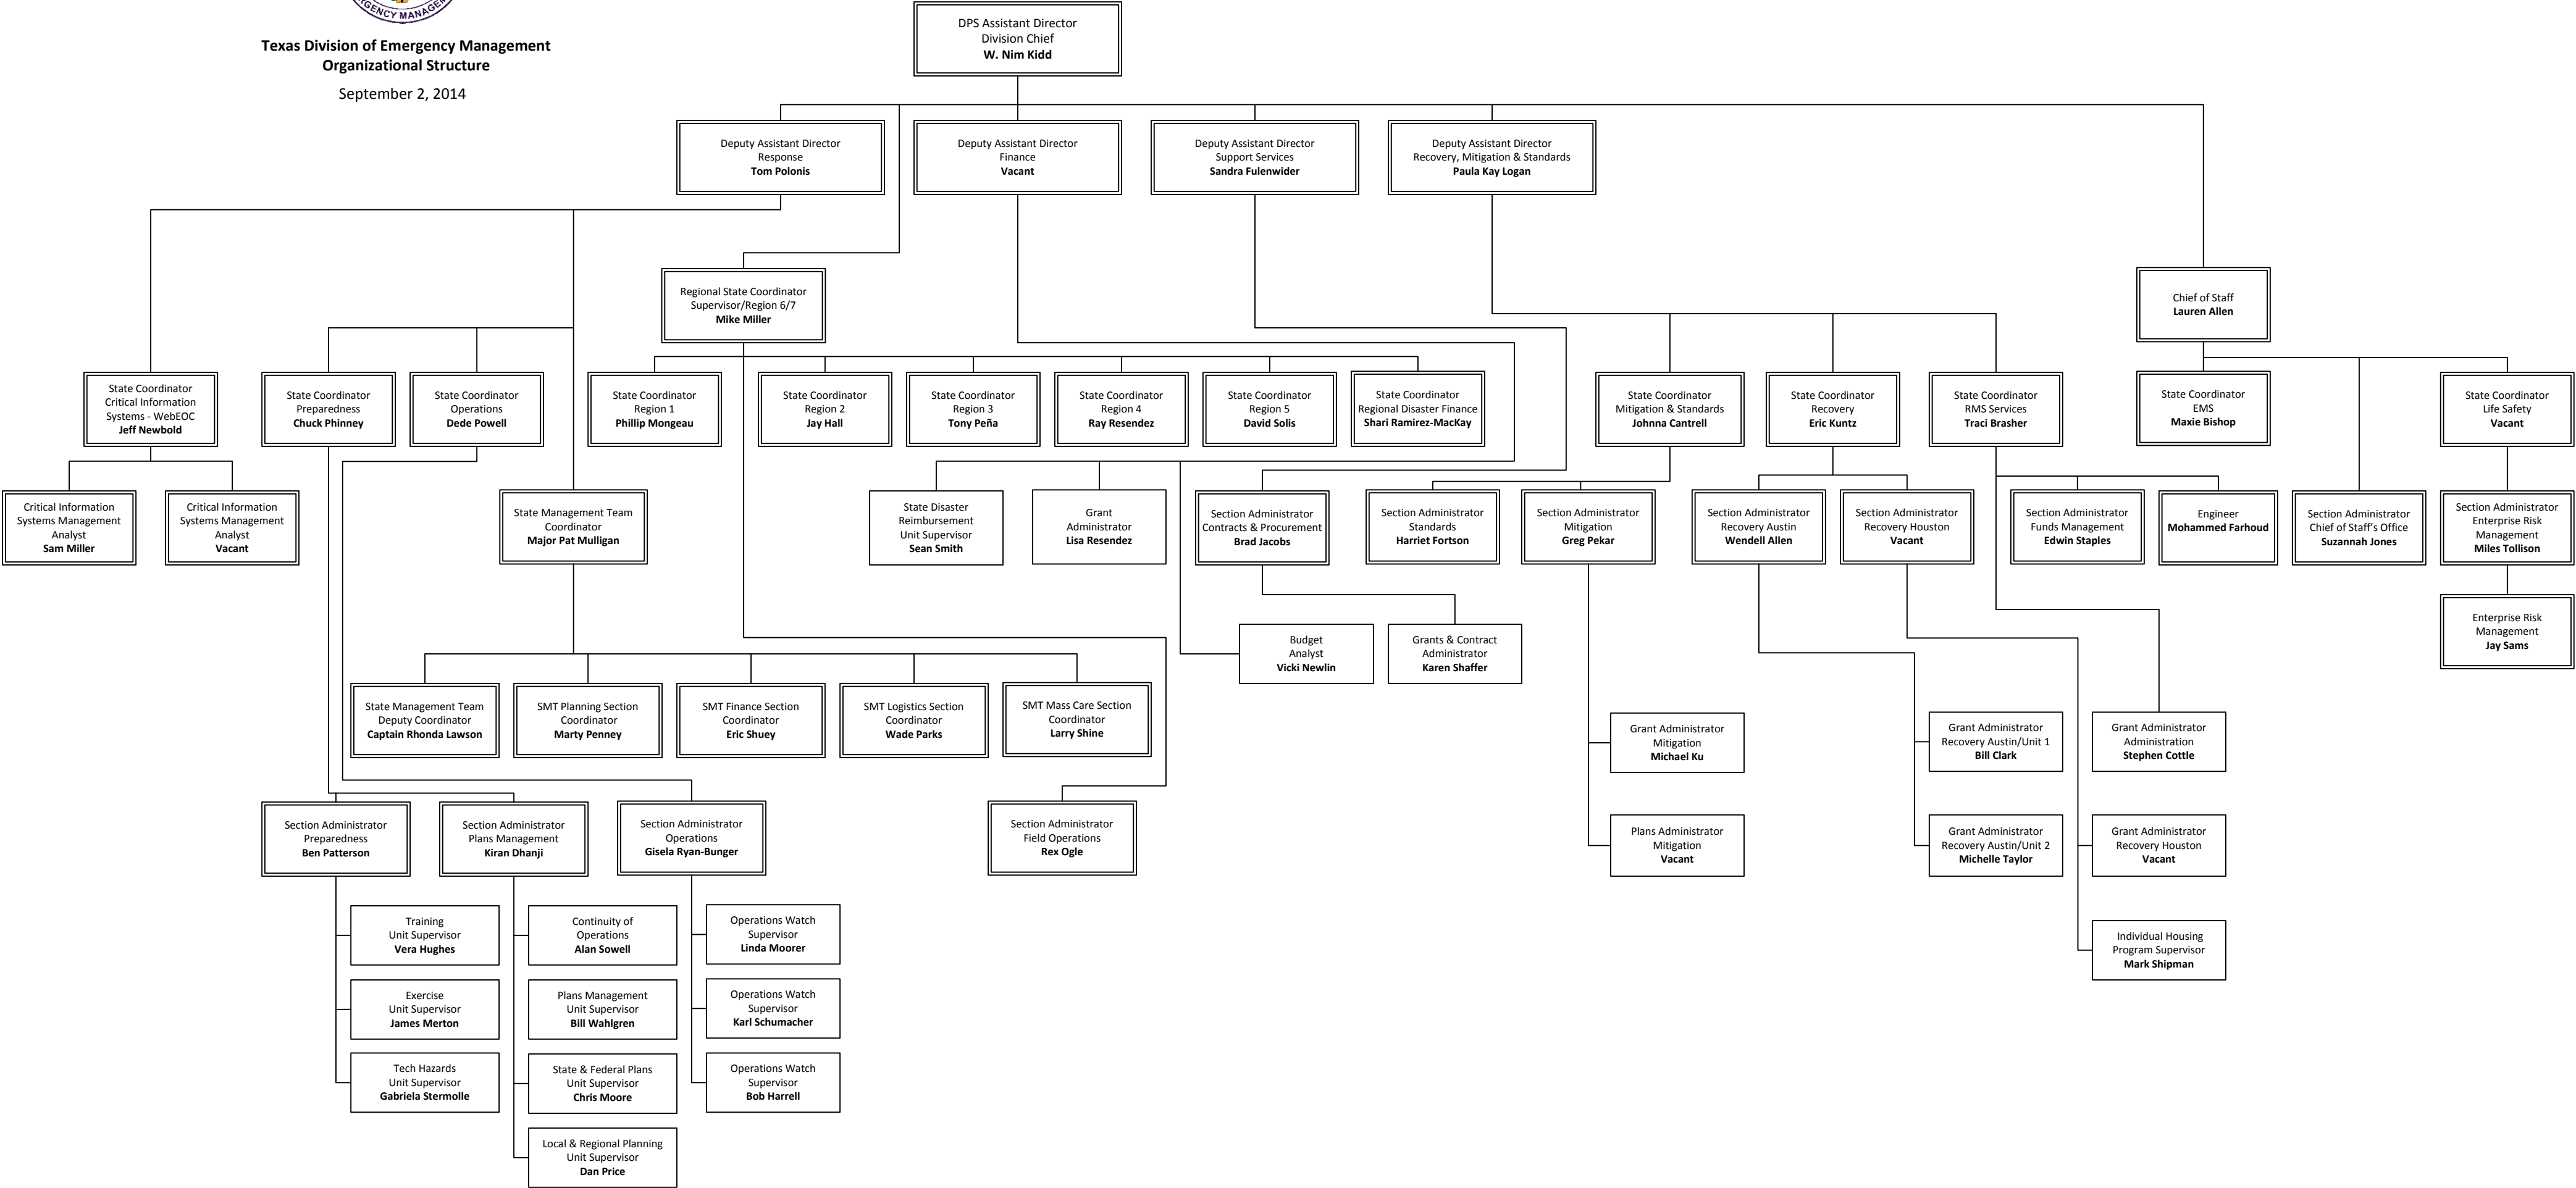 RGENCY MANAGEM
Texas Division of Emergency Management
Organizational Structure
September 2, 2014
DPS Assistant Director
Division Chief
W. Nim Kidd
Deputy Assistant Director
Response
Tom Polonis
Deputy Assistant Director
Finance
Vacant
Deputy Assistant Director
Support Services
Sandra Fulenwider
Deputy Assistant Director
Recovery, Mitigation & Standards
Paula Kay Logan
Regional State Coordinator
Supervisor/Region 6/7
Mike Miller
Chief of Staff
Lauren Allen
State Coordinator
Critical Information
Systems - WebEOC
Jeff Newbold
State Coordinator
Preparedness
Chuck Phinney
State Coordinator
Operations
Dede Powell
State Coordinator
Region 1
Phillip Mongeau
State Coordinator
Region 2
Jay Hall
State Coordinator
Region 3
Tony Peña
State Coordinator
Region 4
Ray Resendez
State Coordinator
Region 5
David Solis
State Coordinator
Regional Disaster Finance
Shari Ramirez-MacKay
State Coordinator
Mitigation & Standards
Johnna Cantrell
State Coordinator
Recovery
Eric Kuntz
State Coordinator
RMS Services
Traci Brasher
State Coordinator
EMS
Maxie Bishop
State Coordinator
Life Safety
Vacant
Critical Information
Systems Management
Analyst
Sam Miller
Critical Information
Systems Management
Analyst
Vacant
State Management Team
Coordinator
Major Pat Mulligan
State Disaster
Reimbursement
Unit Supervisor
Sean Smith
Grant
Administrator
Lisa Resendez
Section Administrator
Contracts & Procurement
Brad Jacobs
Section Administrator
Standards
Harriet Fortson
Section Administrator
Mitigation
Greg Pekar
Section Administrator
Recovery Austin
Wendell Allen
Section Administrator
Recovery Houston
Vacant
Section Administrator
Funds Management
Edwin Staples
Engineer
Mohammed Farhoud
Section Administrator
Chief of Staff's Office
Suzannah Jones
Section Administrator
Enterprise Risk
Management
Miles Tollison
Budget
Analyst
Vicki Newlin
Grants & Contract
Administrator
Karen Shaffer
Enterprise Risk
Management
Jay Sams
State Management Team
Deputy Coordinator
Captain Rhonda Lawson
SMT Planning Section
Coordinator
Marty Penney
SMT Finance Section
Coordinator
Eric Shuey
SMT Logistics Section
Coordinator
Wade Parks
SMT Mass Care Section
Coordinator
Larry Shine
Grant Administrator
Mitigation
Michael Ku
Grant Administrator
Recovery Austin/Unit 1
Bill Clark
Grant Administrator
Administration
Stephen Cottle
Section Administrator
Preparedness
Ben Patterson
Section Administrator
Plans Management
Kiran Dhanji
Section Administrator
Operations
Gisela Ryan-Bunger
Section Administrator
Field Operations
Rex Ogle
Plans Administrator
Mitigation
Vacant
Grant Administrator
Recovery Austin/Unit 2
Michelle Taylor
Grant Administrator
Recovery Houston
Vacant
Training
Unit Supervisor
Vera Hughes
Continuity of
Operations
Alan Sowell
Operations Watch
Supervisor
Linda Moorer
Individual Housing
Program Supervisor
Mark Shipman
Exercise
Unit Supervisor
James Merton
Plans Management
Unit Supervisor
Bill Wahlgren
Operations Watch
Supervisor
Karl Schumacher
Tech Hazards
Unit Supervisor
Gabriela Stermolle
State & Federal Plans
Unit Supervisor
Chris Moore
Operations Watch
Supervisor
Bob Harrell
Local & Regional Planning
Unit Supervisor
Dan Price